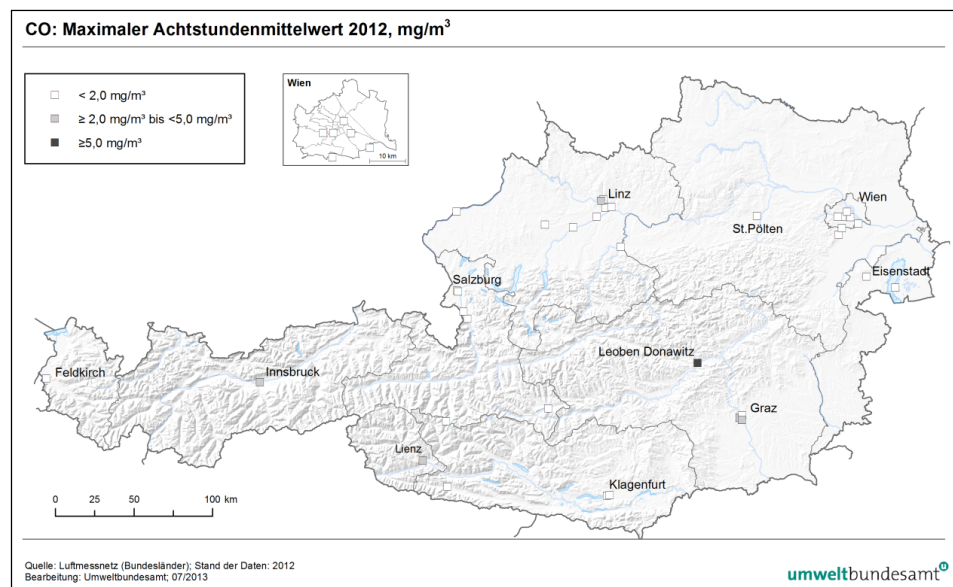 CO: Maximaler Achtstundenmittelwert 2012, mg/m³
< 2,0 mg/m³
≥ 2,0 mg/m³ bis <5,0 mg/m³
≥5,0 mg/m³
Wien
10 km
Linz
Wien
St.Pölten
Eisenstadt
Salzburg
Leoben Donawitz
Feldkirch
Innsbruck
Graz
Lienz
Klagenfurt
0 25 50 100 km
Quelle: Luftmessnetz (Bundesländer); Stand der Daten: 2012
Bearbeitung: Umweltbundesamt; 07/2013
umweltbundesamt